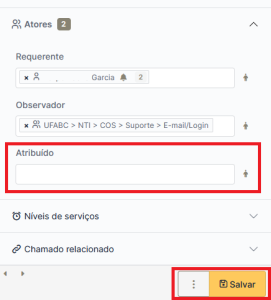 Atores 2
Requerente
× , Garcia 2
Observador
× UFABC > NTI > COS > Suporte > E-mail/Login
Atribuído
Níveis de serviços
Chamado relacionado
Salvar